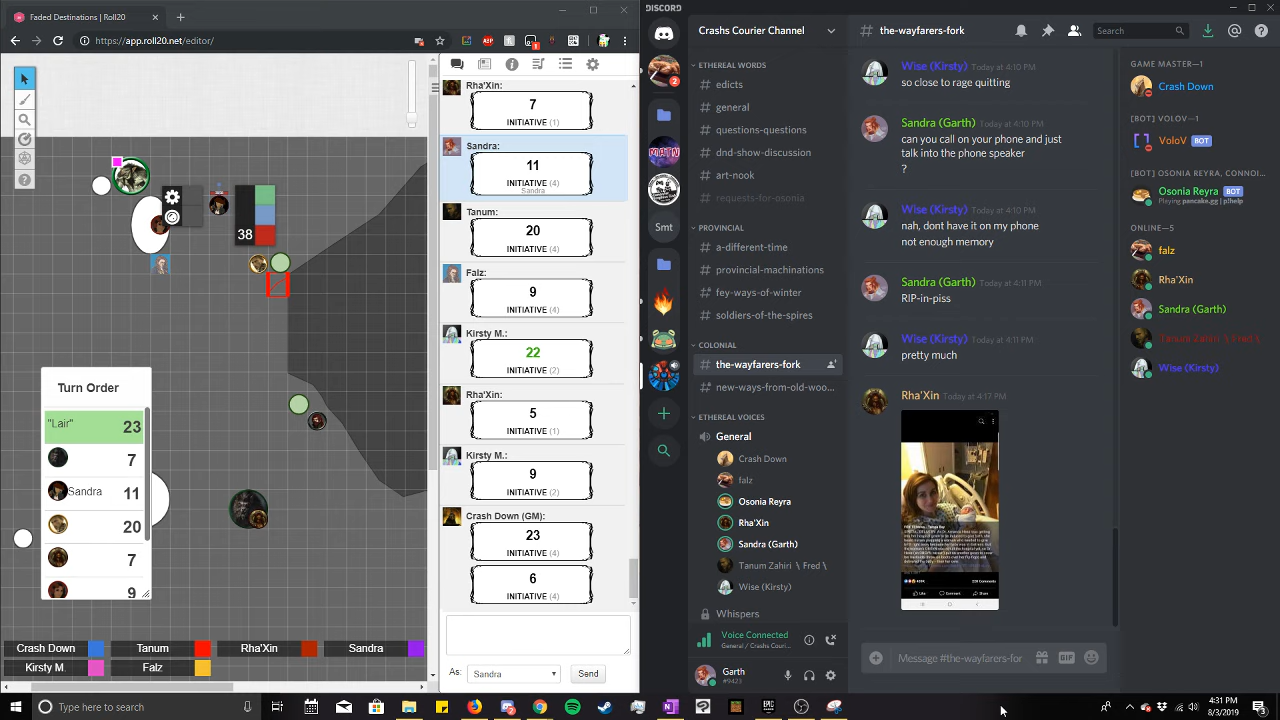 Faded Destinations | Roll20
https://app.roll20.net/editor/
38
Turn Order
"Lair"
23
7
Sandra
11
20
7
9
Crash Down
Tanum
Rha'Xin
Sandra
Kirsty M.
Falz
Rha'Xin:
7
INITIATIVE (1)
Sandra:
11
INITIATIVE (4)
Sandra
Tanum:
20
INITIATIVE (4)
Falz:
9
INITIATIVE (4)
Kirsty M.:
22
INITIATIVE (2)
Rha'Xin:
5
INITIATIVE (1)
Kirsty M.:
9
INITIATIVE (2)
Crash Down (GM):
23
INITIATIVE (4)
6
INITIATIVE (4)
As:
Sandra
Send
DISCORD
2
MATN
Smt
Crashs Courier Channel
ETHEREAL WORDS
# edicts
# general
# questions-questions
# dnd-show-discussion
# art-nook
# requests-for-osonia
PROVINCIAL
# a-different-time
# provincial-machinations
# fey-ways-of-winter
# soldiers-of-the-spires
COLONIAL
# the-wayfarers-fork
# new-ways-from-old-woo...
ETHEREAL VOICES
General
Crash Down
falz
Osonia Reyra
Rha'Xin
Sandra (Garth)
Tanum Zahiri \ Fred \
Wise (Kirsty)
Whispers
Voice Connected
General / Crashs Couri...
Garth
#9423
# the-wayfarers-fork
Search
Wise (Kirsty) Today at 4:10 PM
so close to rage quitting
Sandra (Garth) Today at 4:10 PM
can you call on your phone and just
talk into the phone speaker
?
Wise (Kirsty) Today at 4:10 PM
nah, dont have it on my phone
not enough memory
Sandra (Garth) Today at 4:11 PM
RIP-in-piss
Wise (Kirsty) Today at 4:11 PM
pretty much
Rha'Xin Today at 4:17 PM
Like
Comment
Share
Message #the-wayfarers-for
GIF
GAME MASTER—1
Crash Down
[BOT] VOLOV—1
VoloV BOT
[BOT] OSONIA REYRA, CONNOI...
Osonia Reyra BOT
Playing pancake.gg | p!help
ONLINE—5
falz
Rha'Xin
Sandra (Garth)
Tanum Zahiri \ Fred \
Wise (Kirsty)
Type here to search
4:31 PM
8/3/2019